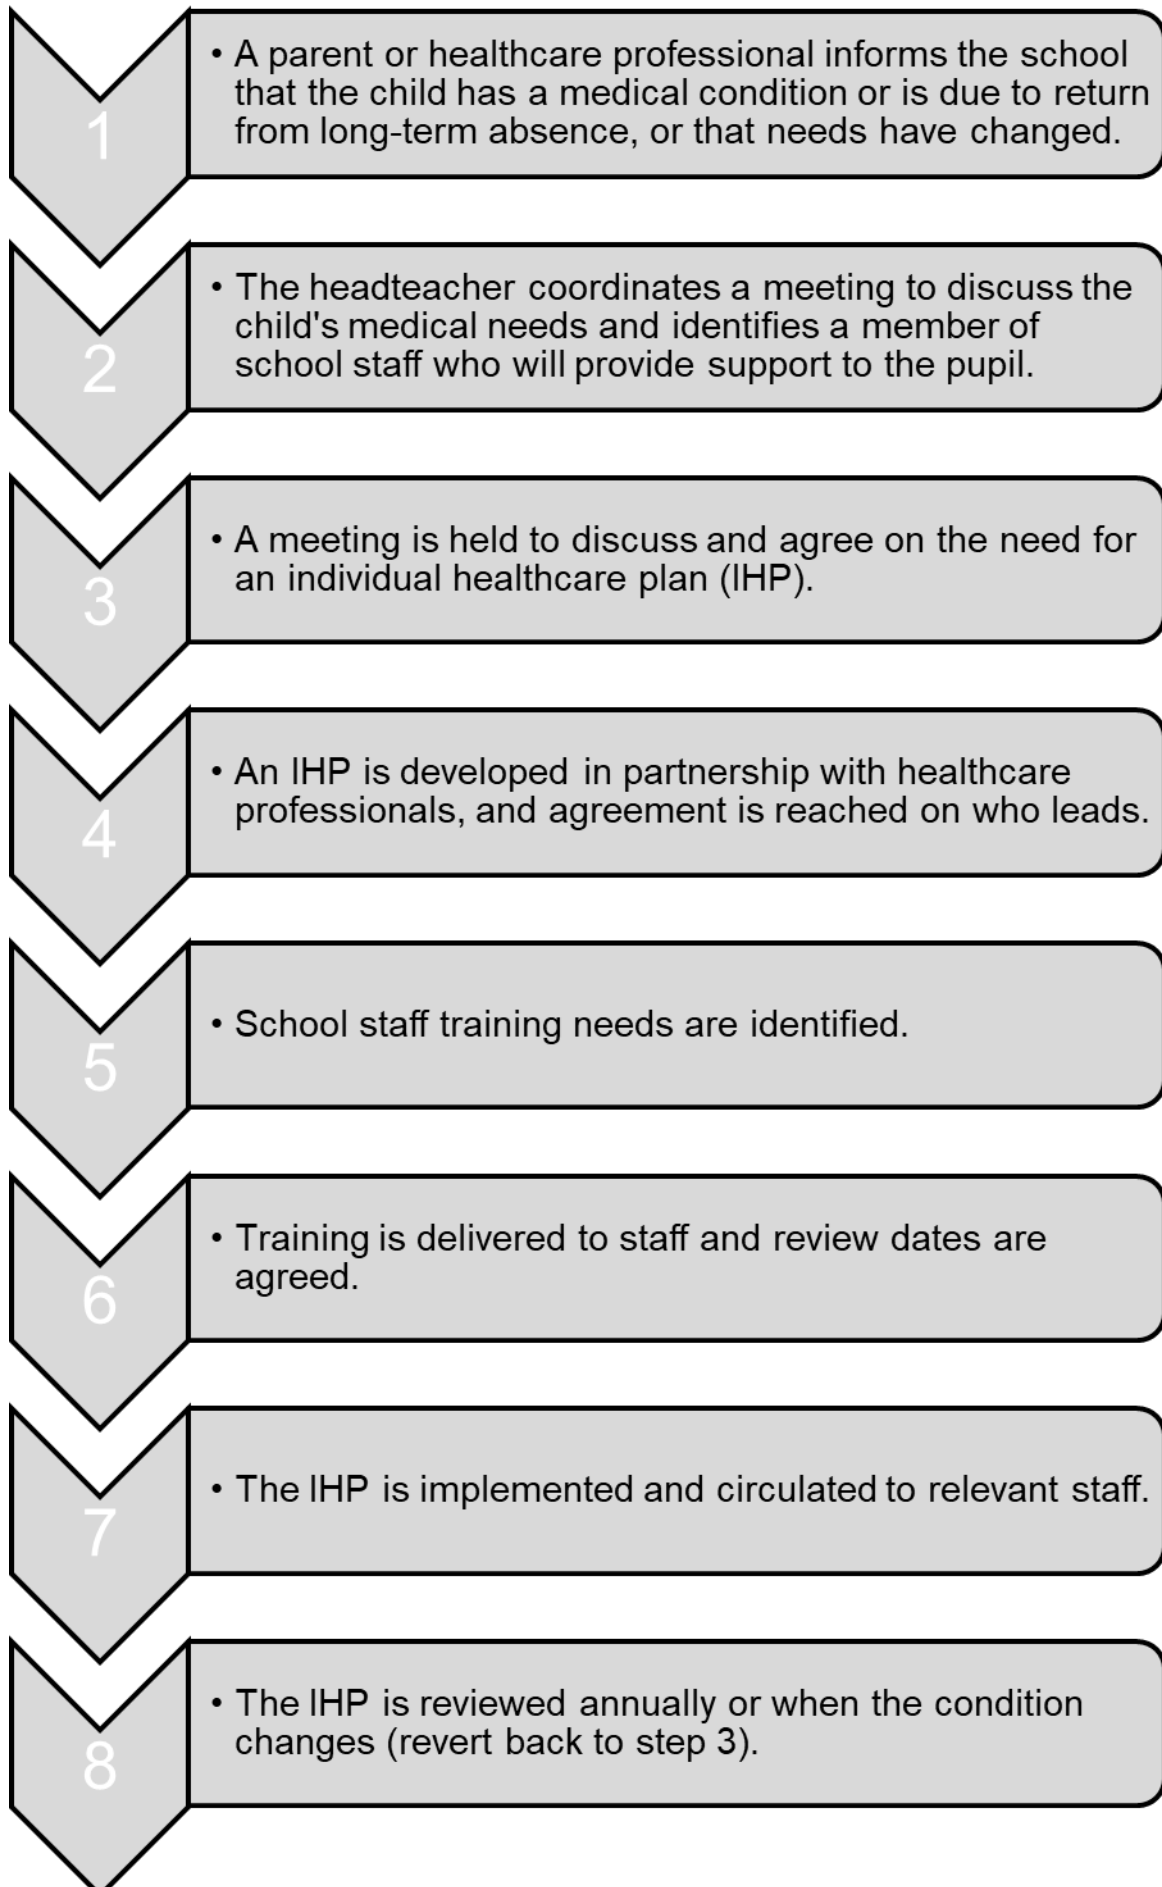 1
• A parent or healthcare professional informs the school
that the child has a medical condition or is due to return
from long-term absence, or that needs have changed.
2
• The headteacher coordinates a meeting to discuss the
child's medical needs and identifies a member of
school staff who will provide support to the pupil.
3
• A meeting is held to discuss and agree on the need for
an individual healthcare plan (IHP).
4
• An IHP is developed in partnership with healthcare
professionals, and agreement is reached on who leads.
5
• School staff training needs are identified.
6
• Training is delivered to staff and review dates are
agreed.
7
• The IHP is implemented and circulated to relevant staff.
8
• The IHP is reviewed annually or when the condition
changes (revert back to step 3).